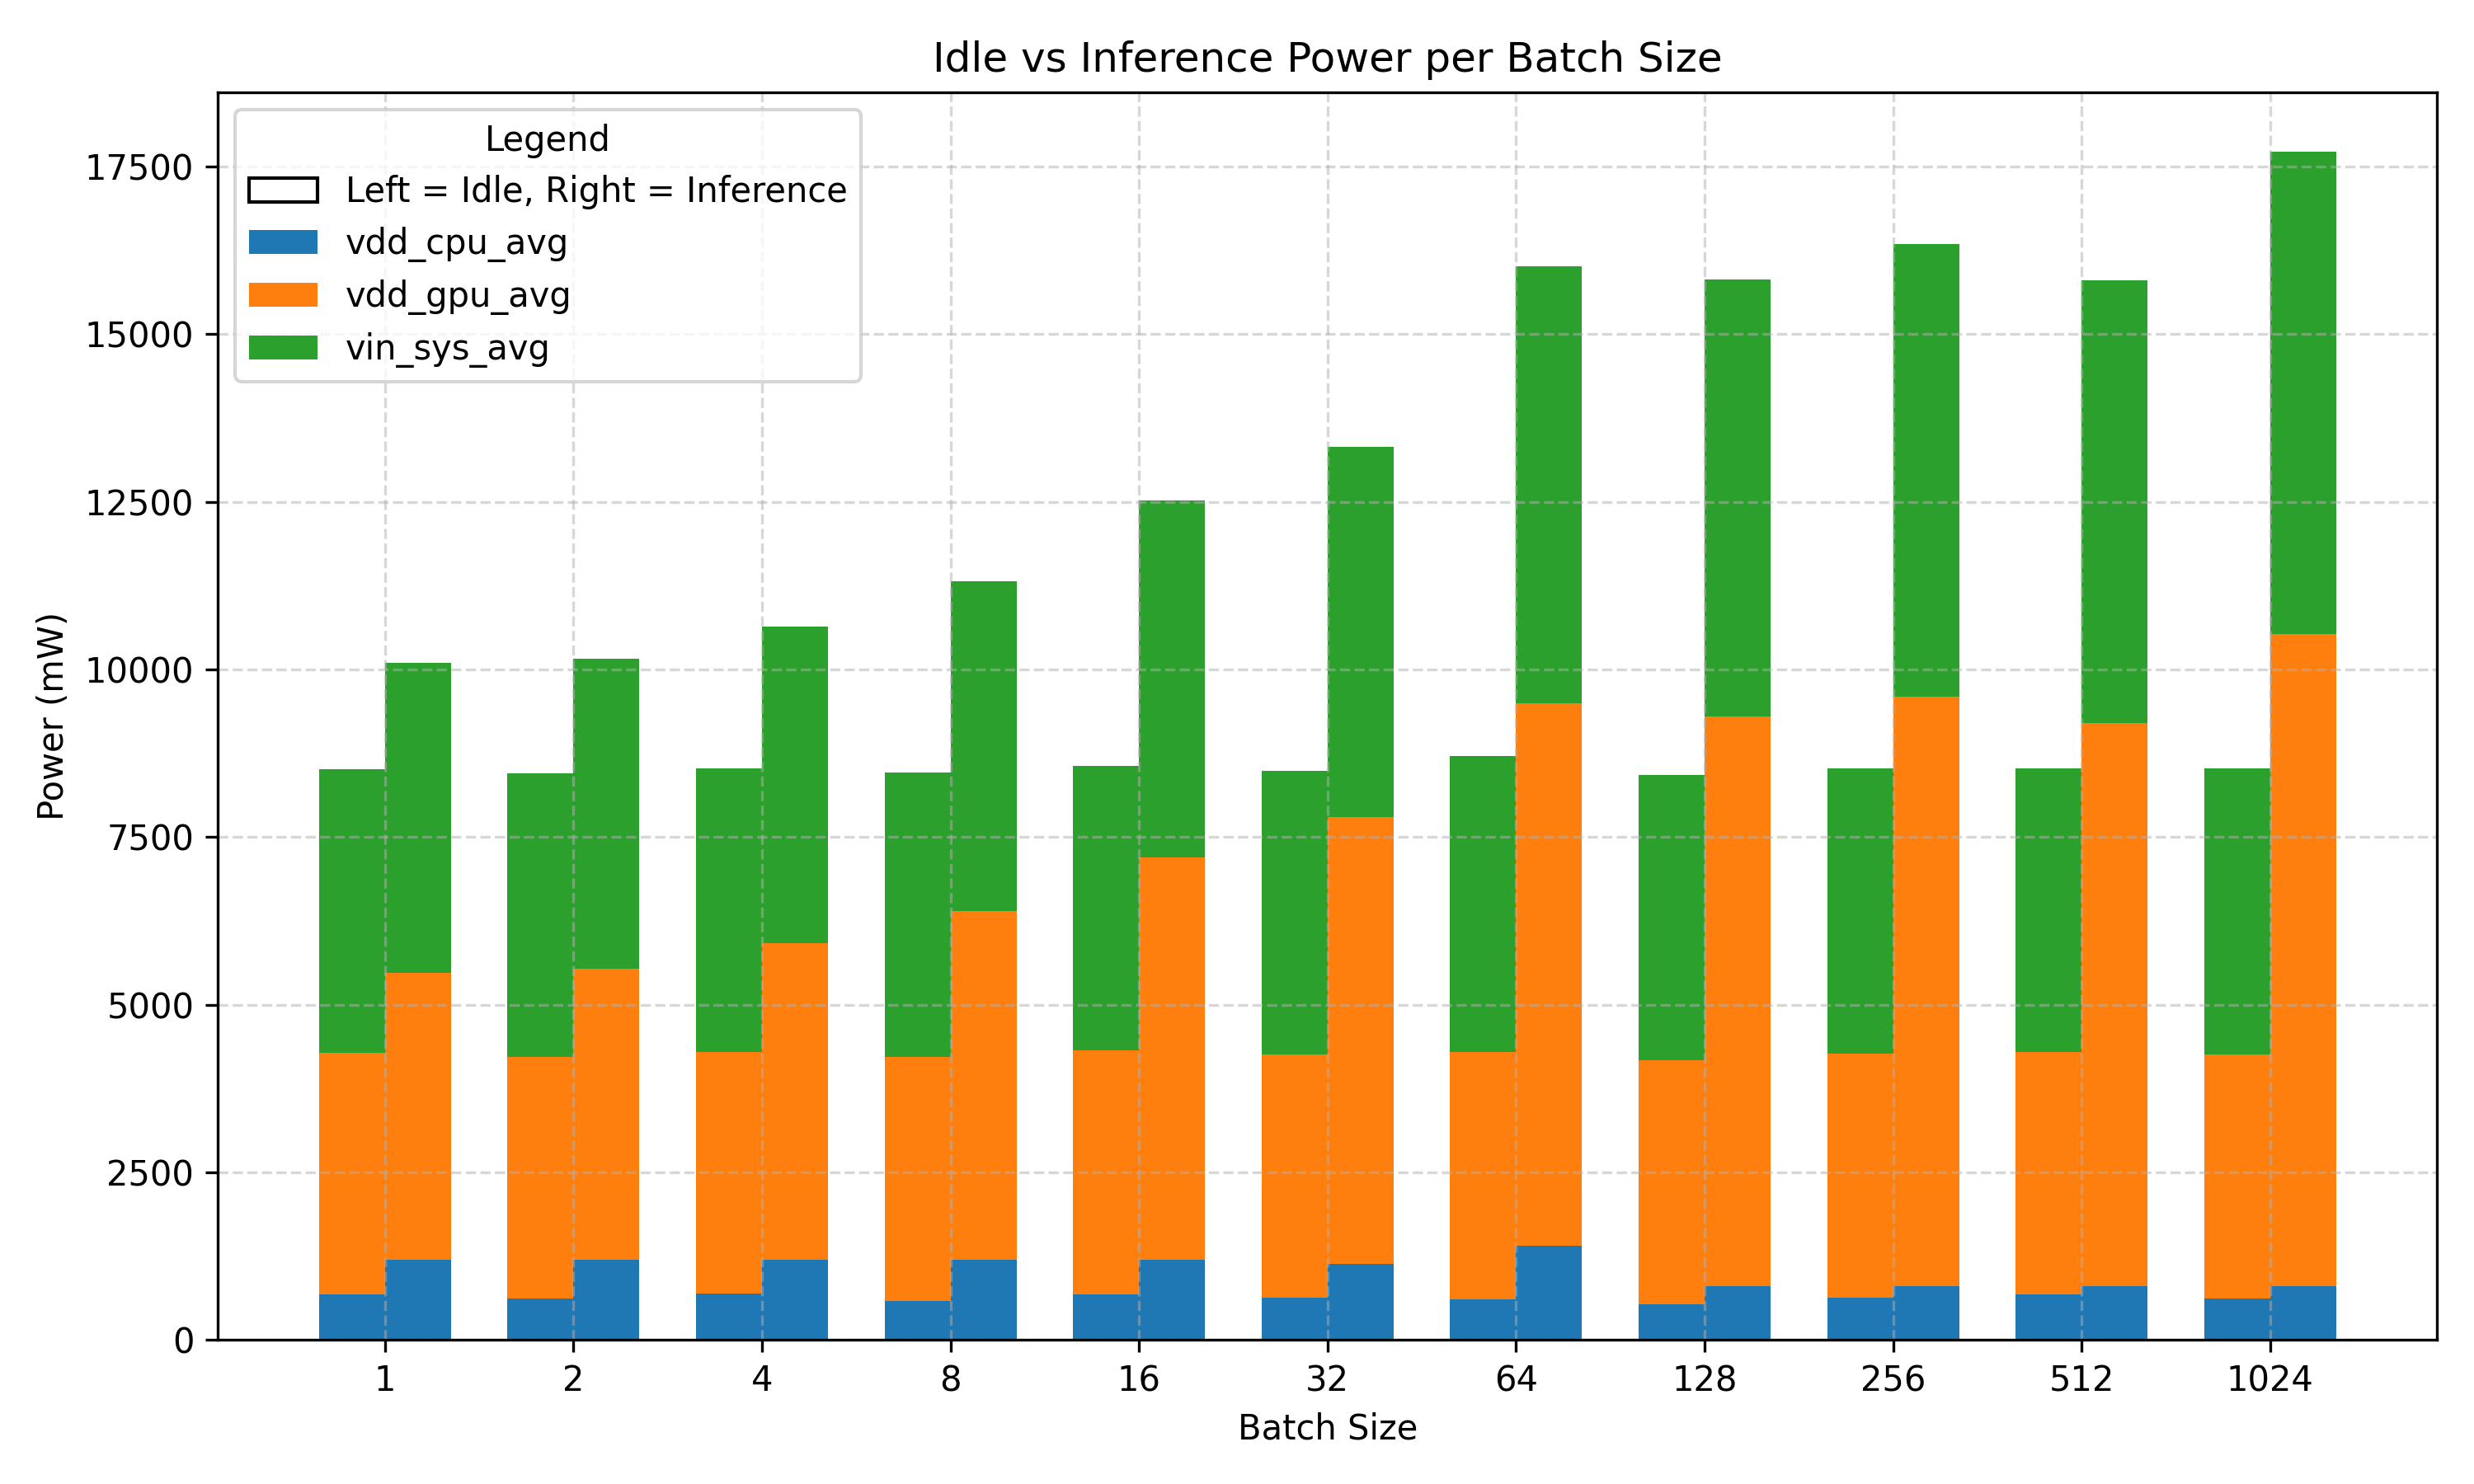 Idle vs Inference Power per Batch Size
Legend
Left = Idle, Right = Inference
vdd_cpu_avg
vdd_gpu_avg
vin_sys_avg
17500
15000
12500
10000
7500
5000
2500
0
Power (mW)
1 2 4 8 16 32 64 128 256 512 1024
Batch Size